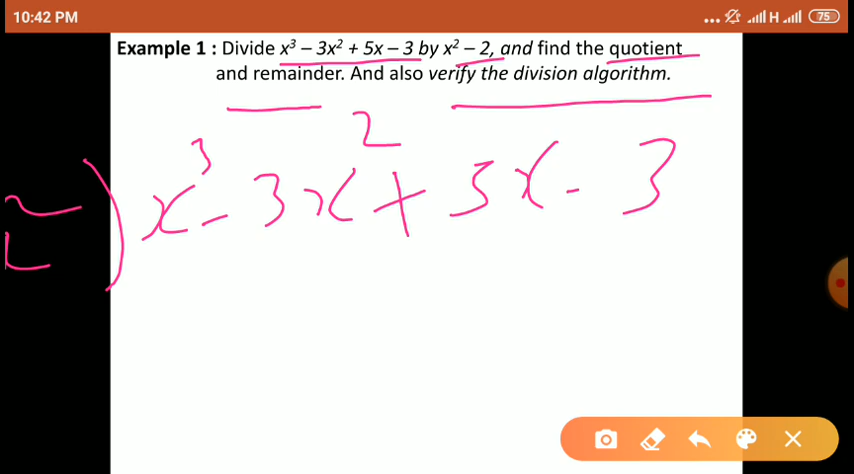 10:42 PM ... H 75
Example 1 : Divide x³ – 3x² + 5x – 3 by x² – 2, and find the quotient
and remainder. And also verify the division algorithm.
) x³ - 3x² + 5x - 3